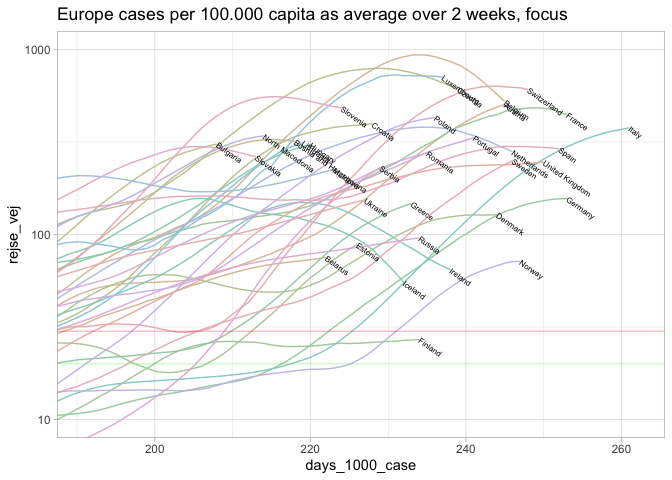 Europe cases per 100.000 capita as average over 2 weeks, focus
1000
100
10
rejse_vej
200
220
240
260
days_1000_case
Luxembourg
Czechia
Belgium
Switzerland
France
Italy
Slovenia
Croatia
Poland
Bulgaria
North Macedonia
Slovakia
Romania
Portugal
Netherlands
Sweden
Spain
United Kingdom
Germany
Serbia
Ukraine
Greece
Denmark
Russia
Estonia
Belarus
Ireland
Iceland
Norway
Finland